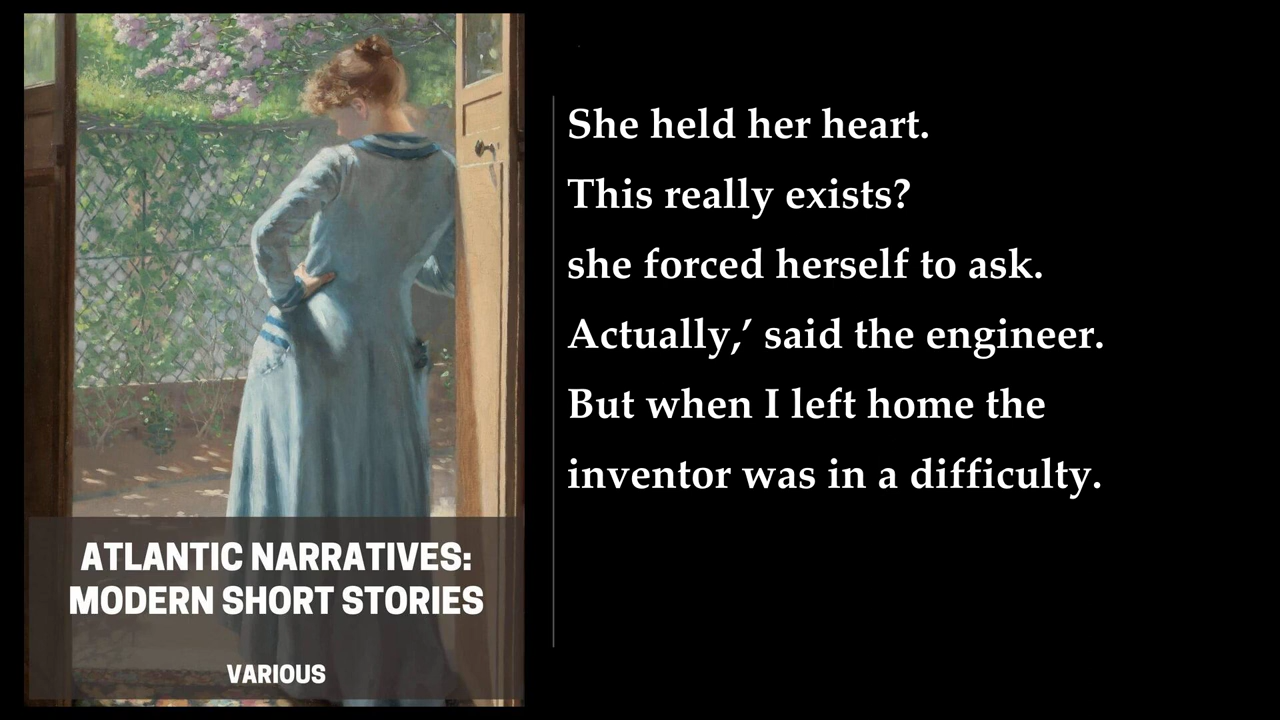 She held her heart.
This really exists?
she forced herself to ask.
Actually,’ said the engineer.
But when I left home the
inventor was in a difficulty.
ATLANTIC NARRATIVES:
MODERN SHORT STORIES
VARIOUS